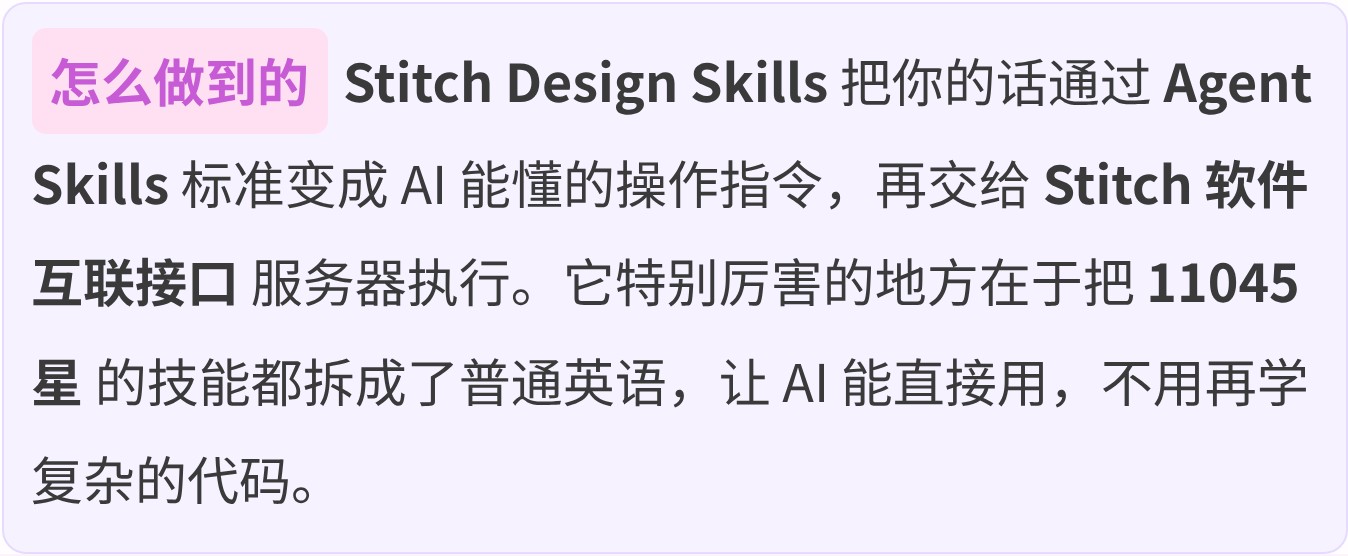 怎么做到的 Stitch Design Skills 把你的话通过 Agent
Skills 标准变成 AI 能懂的操作指令，再交给 Stitch 软件
互联接口 服务器执行。它特别厉害的地方在于把 11045
星 的技能都拆成了普通英语，让 AI 能直接用，不用再学
复杂的代码。